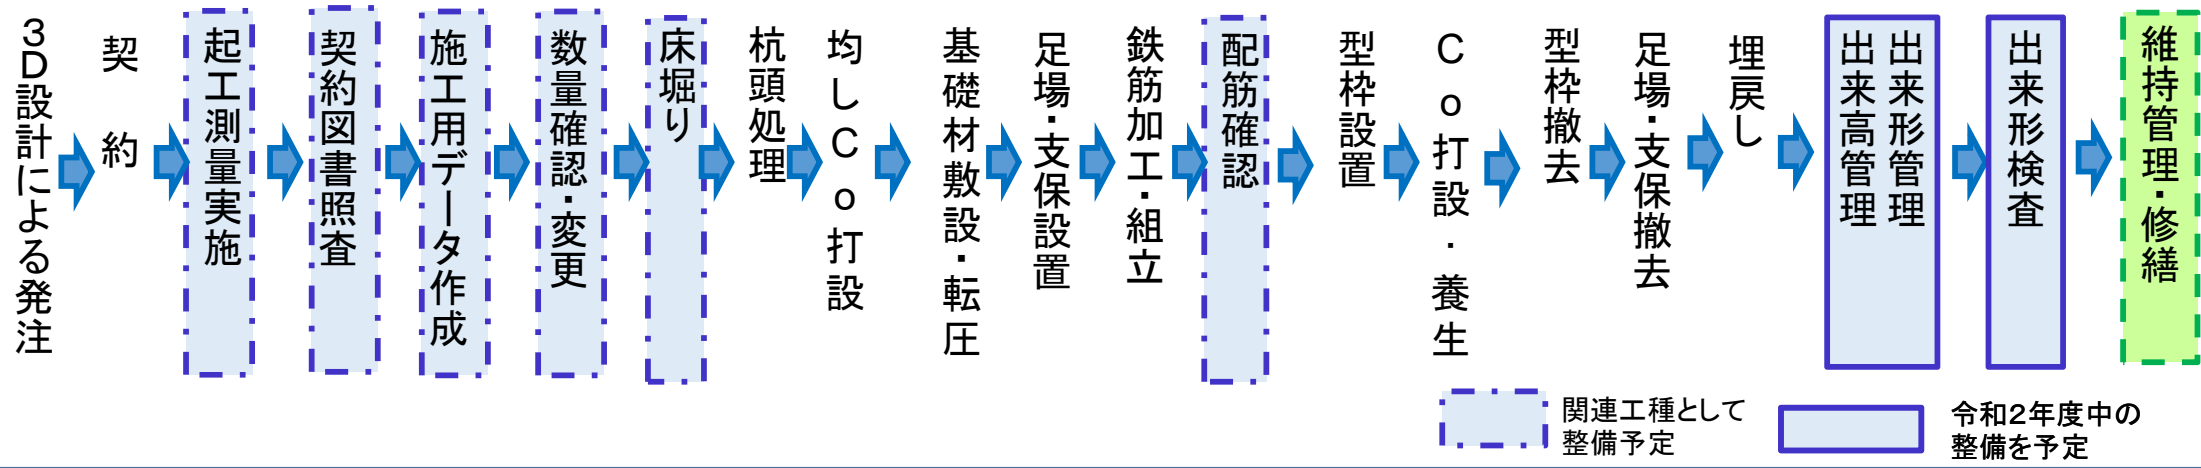 3D設計による発注
契約
起工測量実施
契約図書照査
施工用データ作成
数量確認・変更
床堀り
杭頭処理
均しCo打設
基礎材敷設・転圧
足場・支保設置
鉄筋加工・組立
配筋確認
型枠設置
Co打設・養生
型枠撤去
足場・支保撤去
埋戻し
出来形管理
出来高管理
出来形検査
維持管理・修繕
関連工種として
整備予定
令和2年度中の
整備を予定